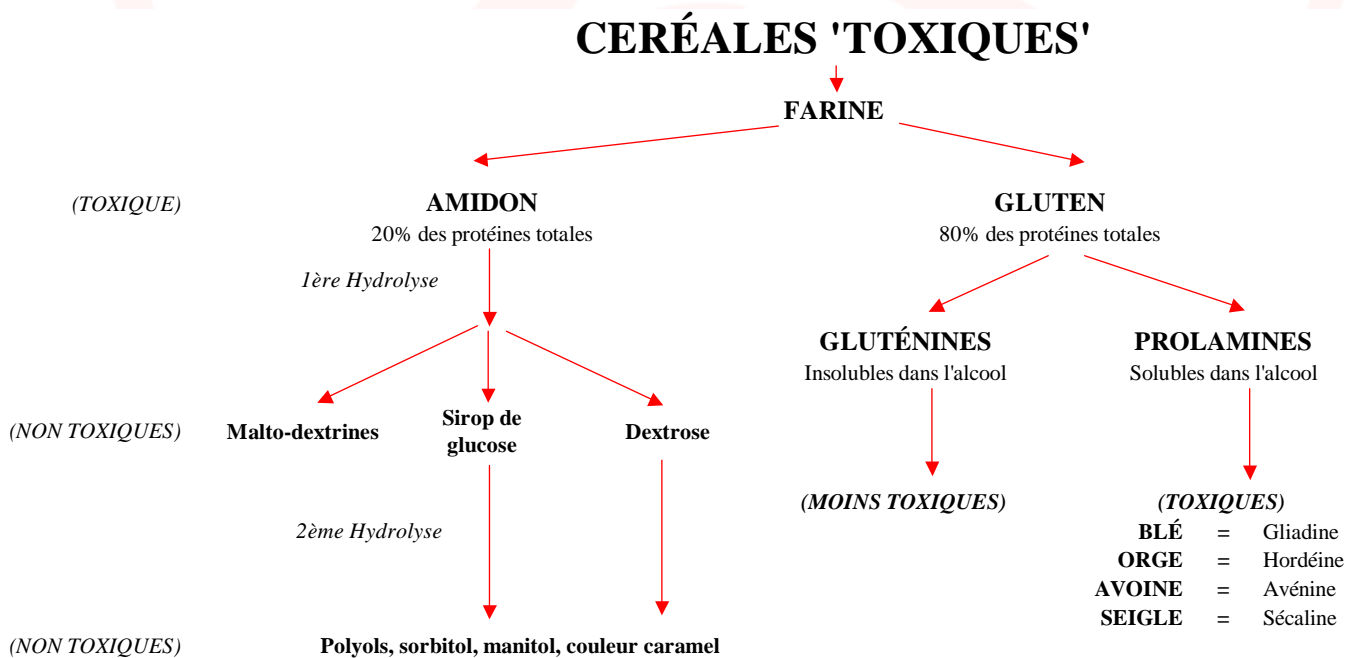 CERÉALES 'TOXIQUES'
FARINE
(TOXIQUE)
AMIDON
20% des protéines totales
GLUTEN
80% des protéines totales
1ère Hydrolyse
GLUTÉNINES
Insolubles dans l'alcool
PROLAMINES
Solubles dans l'alcool
(NON TOXIQUES)
Malto-dextrines
Sirop de
glucose
Dextrose
(MOINS TOXIQUES)
(TOXIQUES)
2ème Hydrolyse
BLÉ = Gliadine
ORGE = Hordéine
AVOINE = Avénine
SEIGLE = Sécaline
(NON TOXIQUES)
Polyols, sorbitol, manitol, couleur caramel